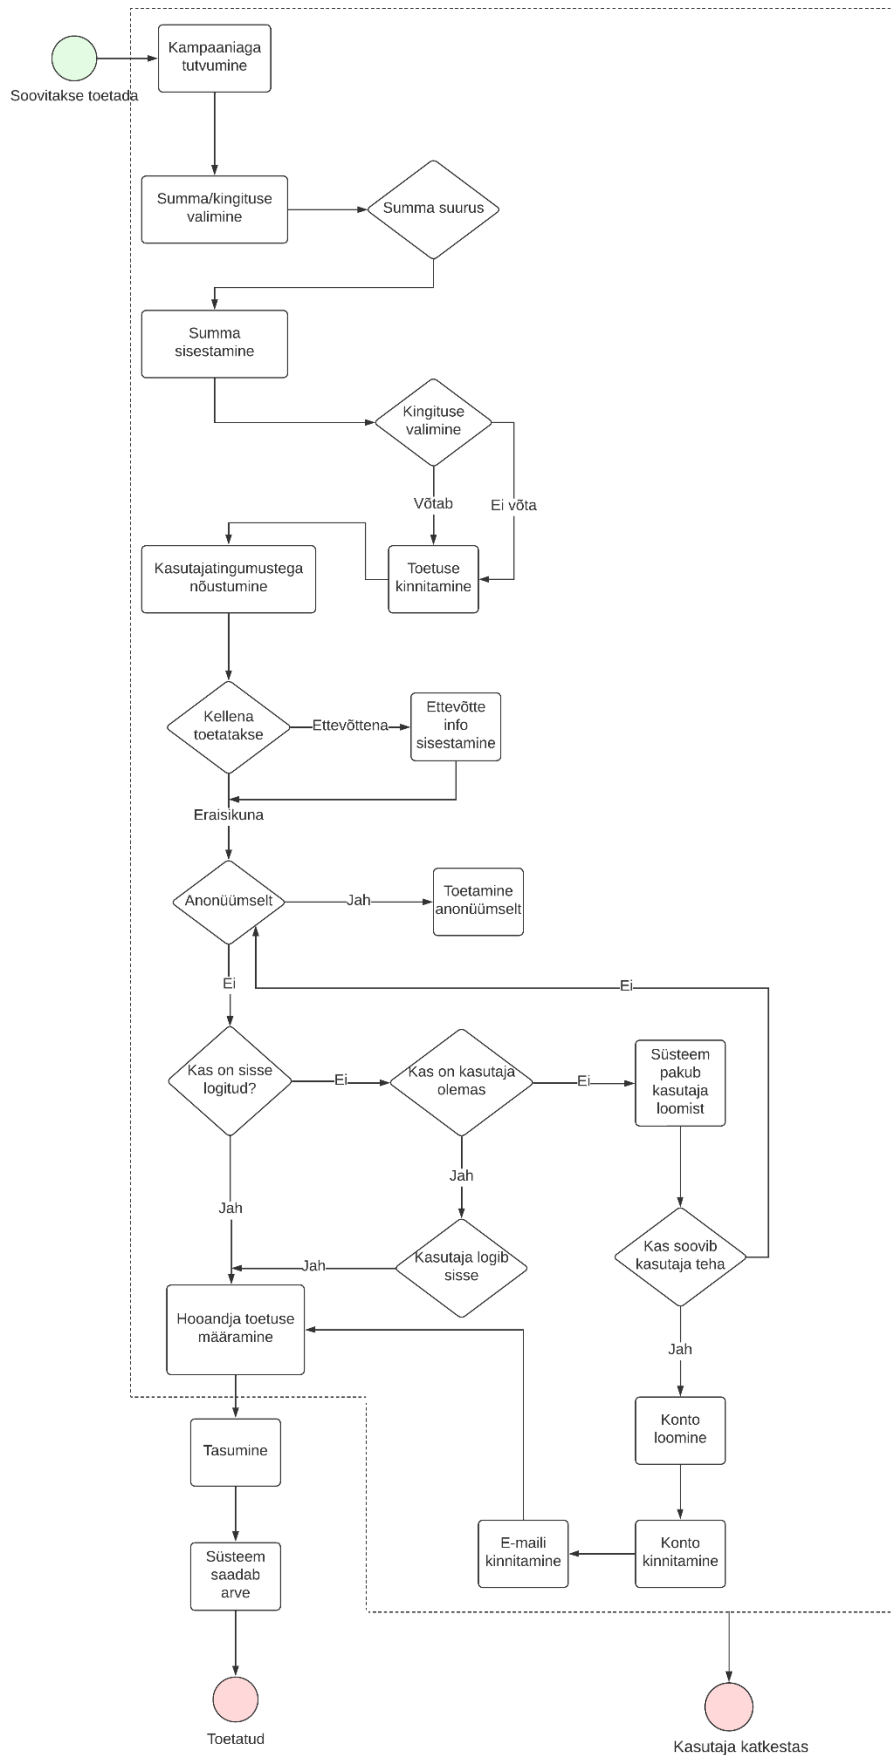 Kampaaniaga
tutvumine
Soovitakse toetada
Summa/kingituse
valimine
Summa suurus
Summa
sisestamine
Kingituse
valimine
Võtab
Ei võta
Kasutajatingumustega
nõustumine
Toetuse
kinnitamine
Kellena
toetatakse
Ettevõttena
Ettevõtte
info
sisestamine
Eraisikuna
Anonüümselt
Jah
Toetamine
anonüümselt
Ei
Ei
Kas on sisse
logitud?
Ei
Kas on kasutaja
olemas
Ei
Süsteem
pakub
kasutaja
loomist
Jah
Jah
Kas soovib
kasutaja teha
Jah
Kasutaja logib
sisse
Hooandja toetuse
määramine
Jah
Konto
loomine
Tasumine
Süsteem
saadab
arve
E-maili
kinnitamine
Konto
kinnitamine
Toetatud
Kasutaja katkestas